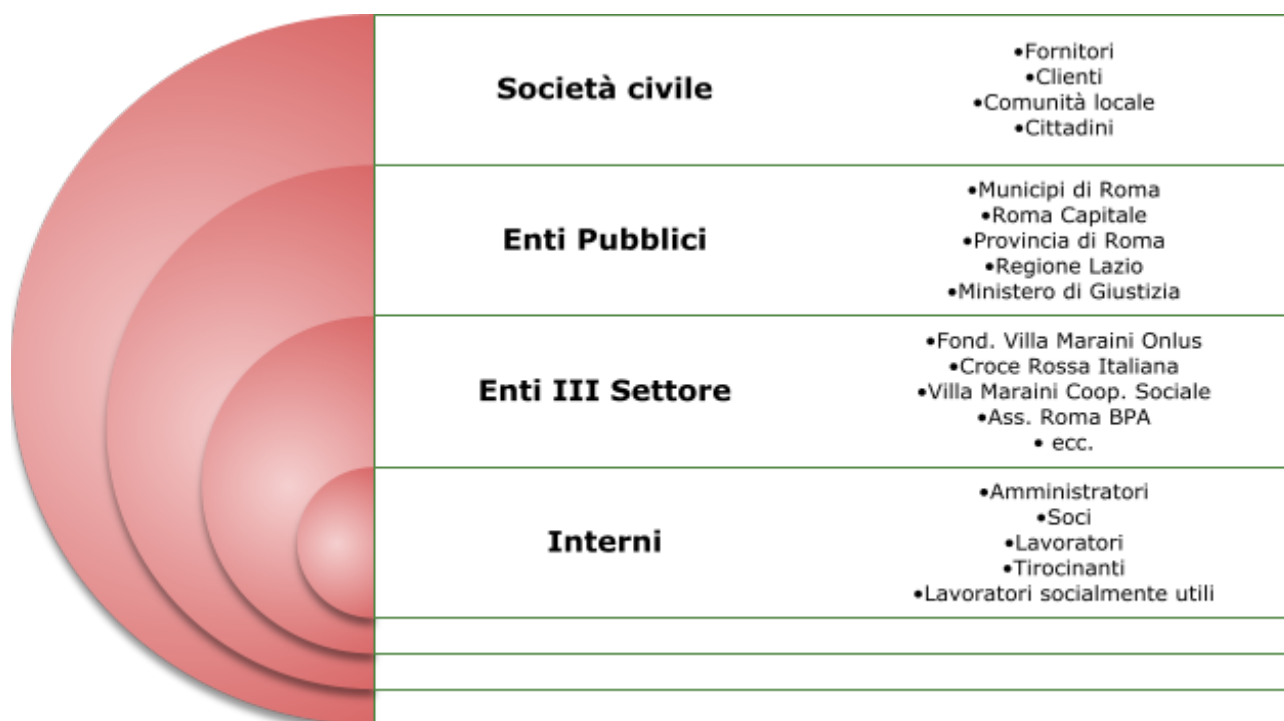 Società civile
•Fornitori
•Clienti
•Comunità locale
•Cittadini
Enti Pubblici
•Municipi di Roma
•Roma Capitale
•Provincia di Roma
•Regione Lazio
•Ministero di Giustizia
Enti III Settore
•Fond. Villa Maraini Onlus
•Croce Rossa Italiana
•Villa Maraini Coop. Sociale
•Ass. Roma BPA
• ecc.
Interni
•Amministratori
•Soci
•Lavoratori
•Tirocinanti
•Lavoratori socialmente utili